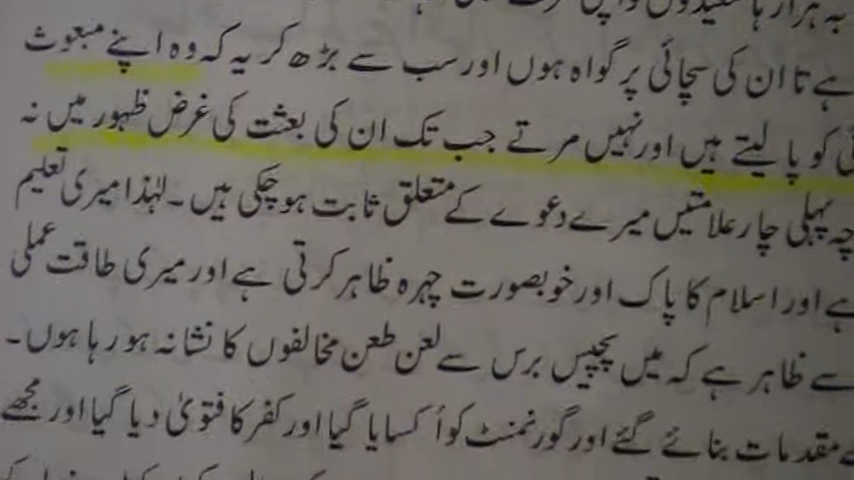 ہے تا ان کی سچائی پر گواہ ہوں اور سب سے بڑھ کر یہ کہ وہ اپنے مبعوث
کو پا لیتے ہیں اور نہیں مرتے جب تک ان کی بعثت کی غرض ظہور میں نہ
پہلی چار علامتیں میرے دعوے کے متعلق ثابت ہو چکی ہیں۔ لہٰذا میری تعلیم
ہے اور اسلام کا پاک اور خوبصورت چہرہ ظاہر کرتی ہے اور میری طاقت عملی
سے ظاہر ہے کہ میں پچیس برس سے لعن طعن مخالفوں کا نشانہ ہو رہا ہوں۔
مقدمات بنائے گئے اور گورنمنٹ کو اُکسایا گیا اور کفر کا فتویٰ دیا گیا اور مجھے